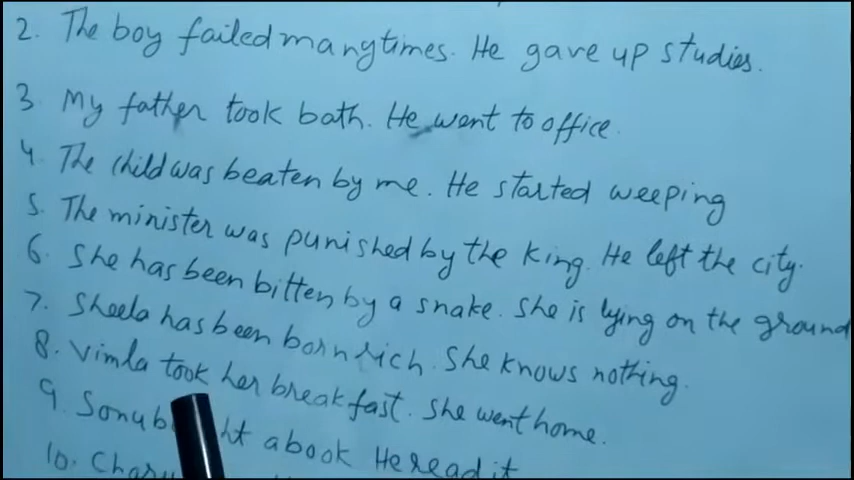 2. The boy failed many times. He gave up studies.
3. My father took bath. He went to office.
4. The child was beaten by me. He started weeping
5. The minister was punished by the King. He left the city.
6. She has been bitten by a snake. She is lying on the ground
7. Sheela has been born rich. She knows nothing.
8. Vimla took her breakfast. She went home.
9. Sonu a book He read it
10.